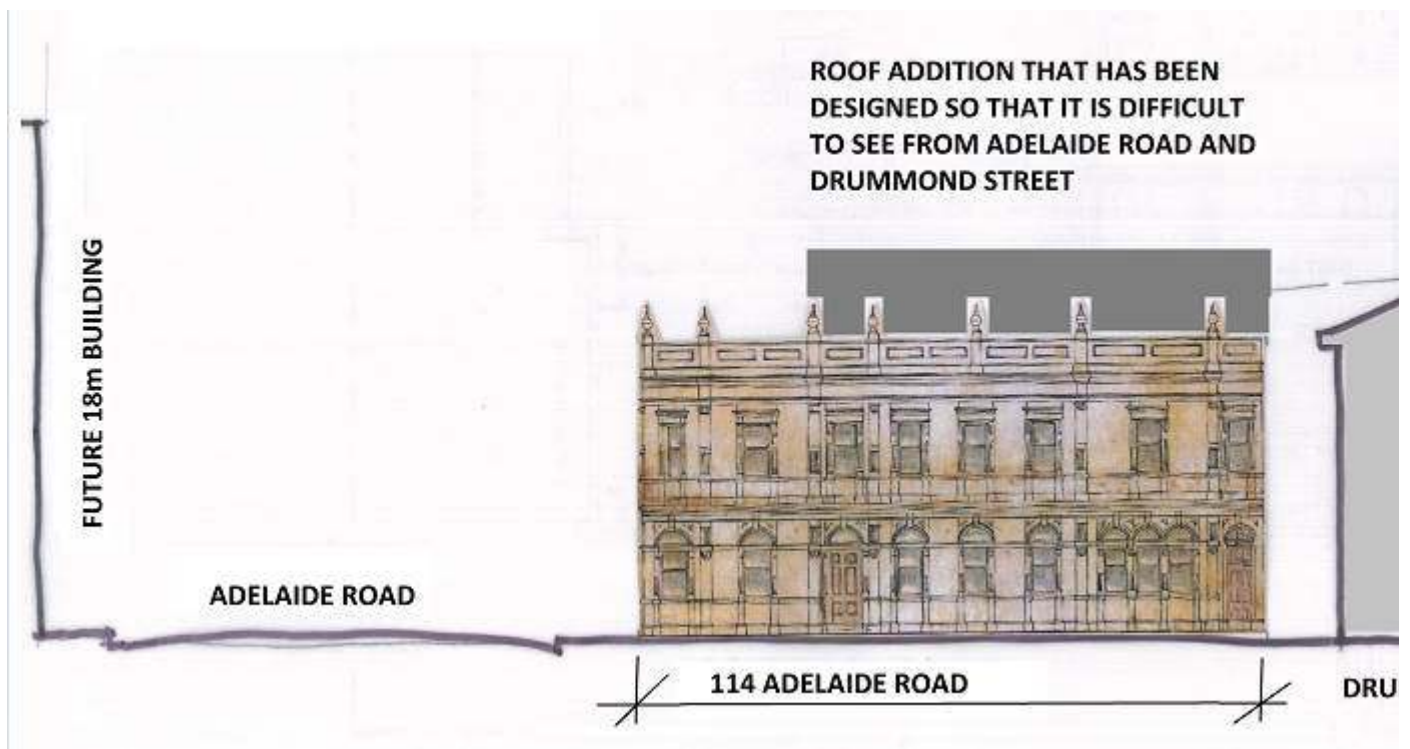 ROOF ADDITION THAT HAS BEEN
DESIGNED SO THAT IT IS DIFFICULT
TO SEE FROM ADELAIDE ROAD AND
DRUMMOND STREET
FUTURE 18m BUILDING
ADELAIDE ROAD
114 ADELAIDE ROAD
DRU